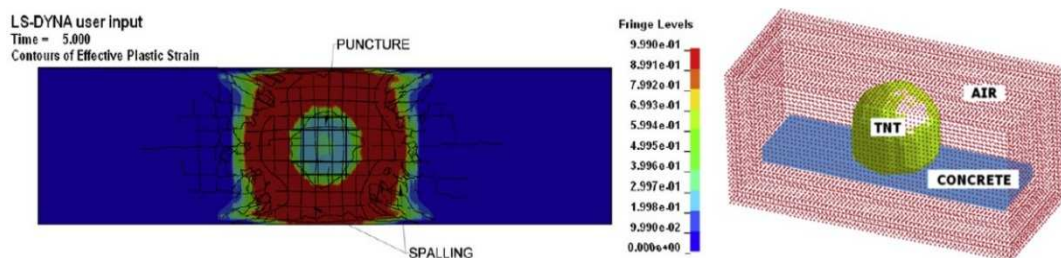 LS-DYNA user input
Time = 5.000
Contours of Effective Plastic Strain
PUNCTURE
SPALLING
Fringe Levels
9.990e-01
8.991e-01
7.992e-01
6.993e-01
5.994e-01
4.995e-01
3.996e-01
2.997e-01
1.998e-01
9.990e-02
0.000e+00
AIR
TNT
CONCRETE